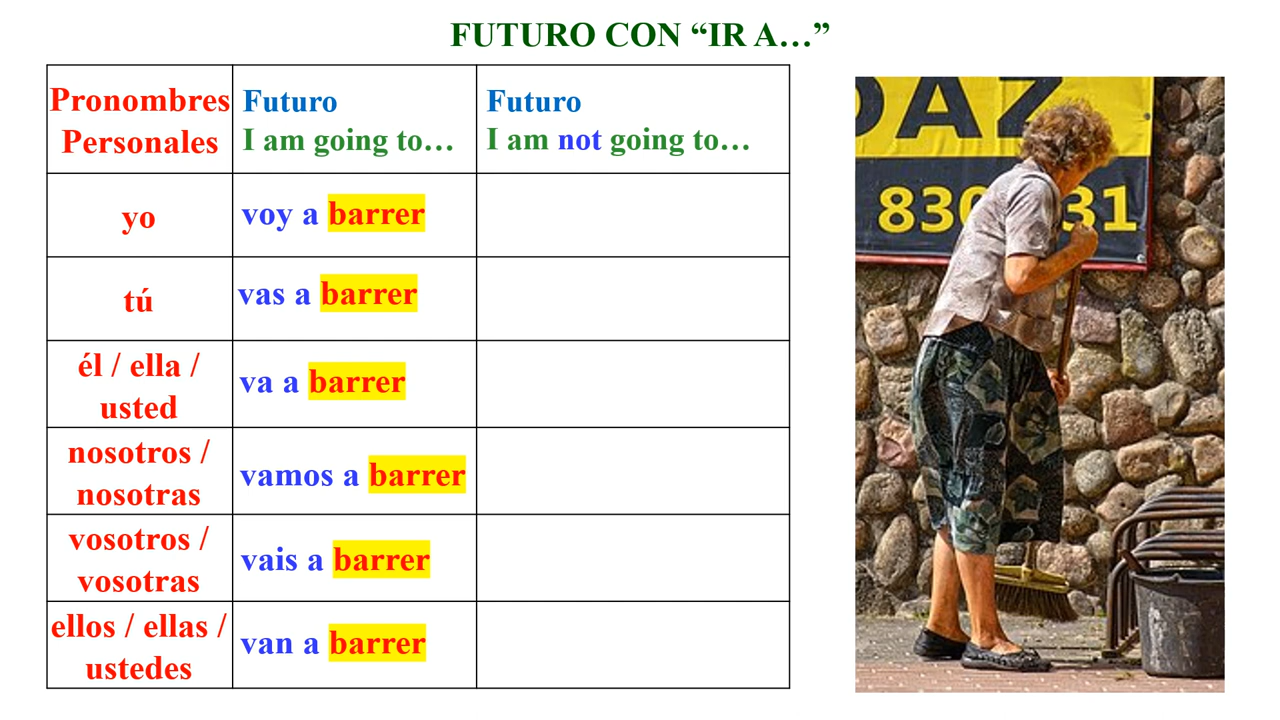 FUTURO CON “IR A…”
Pronombres
Personales
Futuro
I am going to…
Futuro
I am not going to…
yo
voy a barrer
tú
vas a barrer
él / ella /
usted
va a barrer
nosotros /
nosotras
vamos a barrer
vosotros /
vosotras
vais a barrer
ellos / ellas /
ustedes
van a barrer